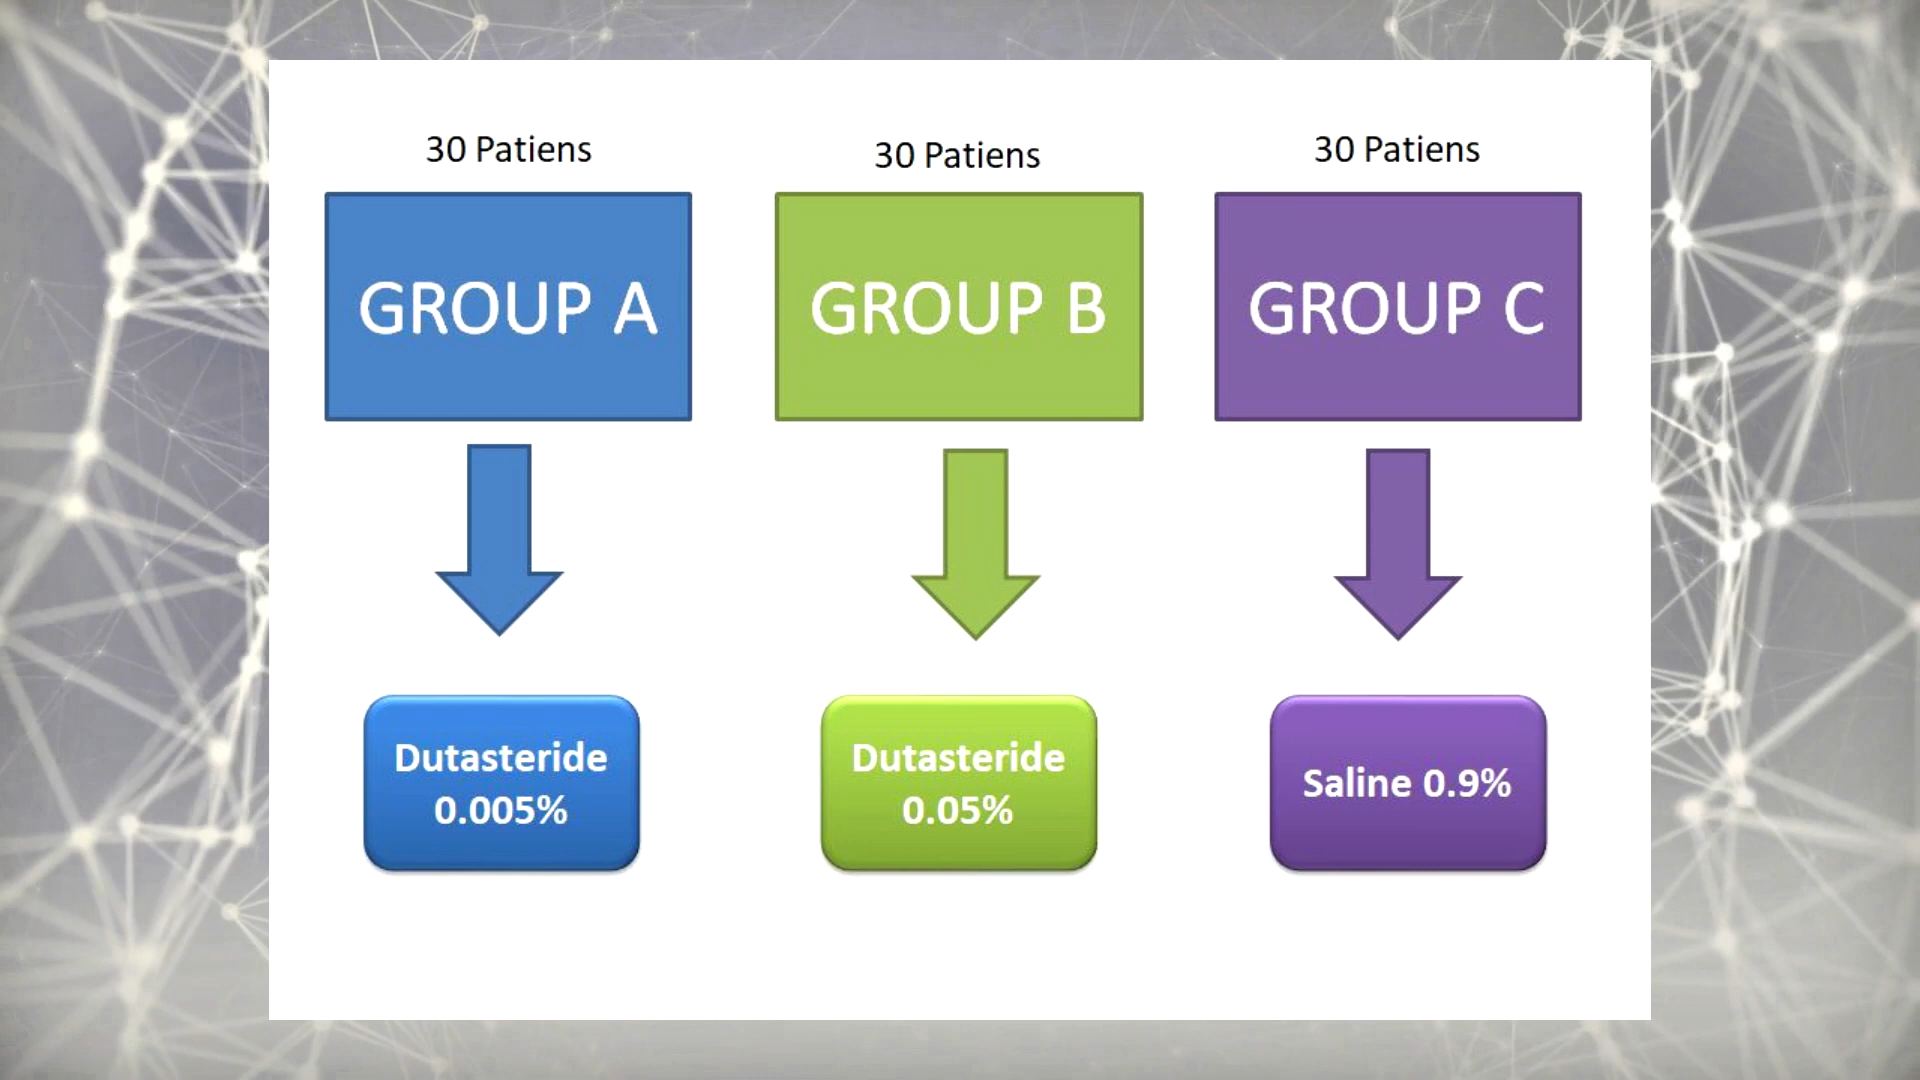 30 Patiens
30 Patiens
30 Patiens
GROUP A
GROUP B
GROUP C
Dutasteride
0.005%
Dutasteride
0.05%
Saline 0.9%